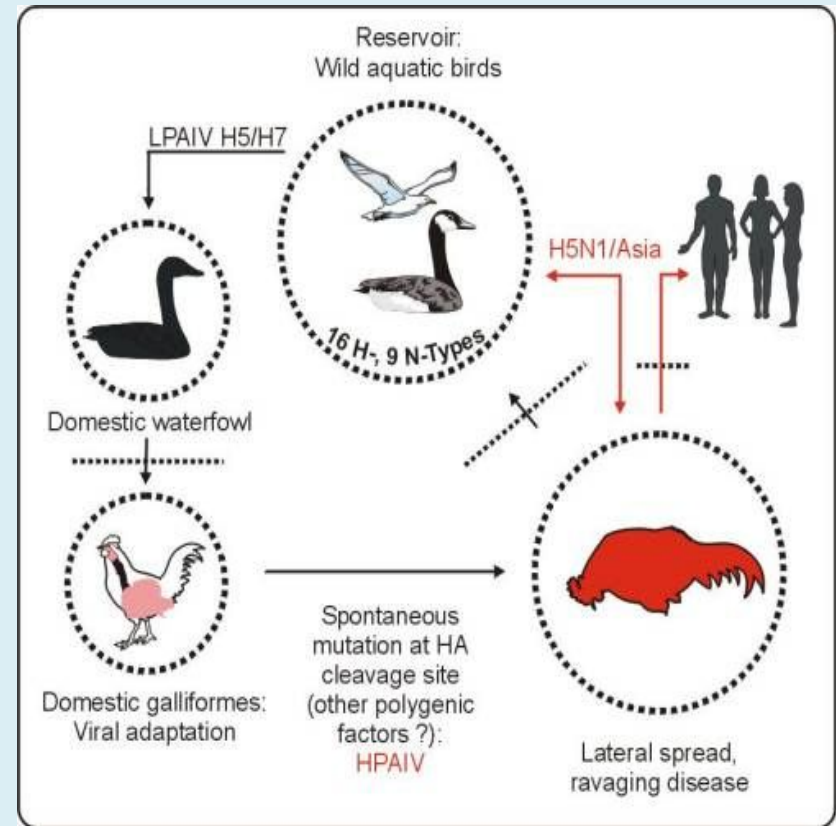 Reservoir:
Wild aquatic birds
LPAIV H5/H7
16 H-, 9 N-Types
H5N1/Asia
Domestic waterfowl
Domestic galliformes:
Viral adaptation
Spontaneous
mutation at HA
cleavage site
(other polygenic
factors ?):
HPAIV
Lateral spread,
ravaging disease